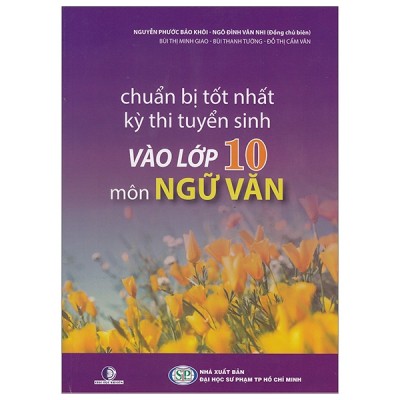 NGUYỄN PHƯỚC BẢO KHÔI - NGÔ ĐÌNH VÂN NHI (Đồng chủ biên)
BÙI THỊ MINH GIAO - BÙI THANH TƯỜNG - ĐỖ THỊ CẨM VÂN
chuẩn bị tốt nhất
kỳ thi tuyển sinh
VÀO LỚP 10
môn NGỮ VĂN
NHÀ XUẤT BẢN
ĐẠI HỌC SƯ PHẠM TP HỒ CHÍ MINH